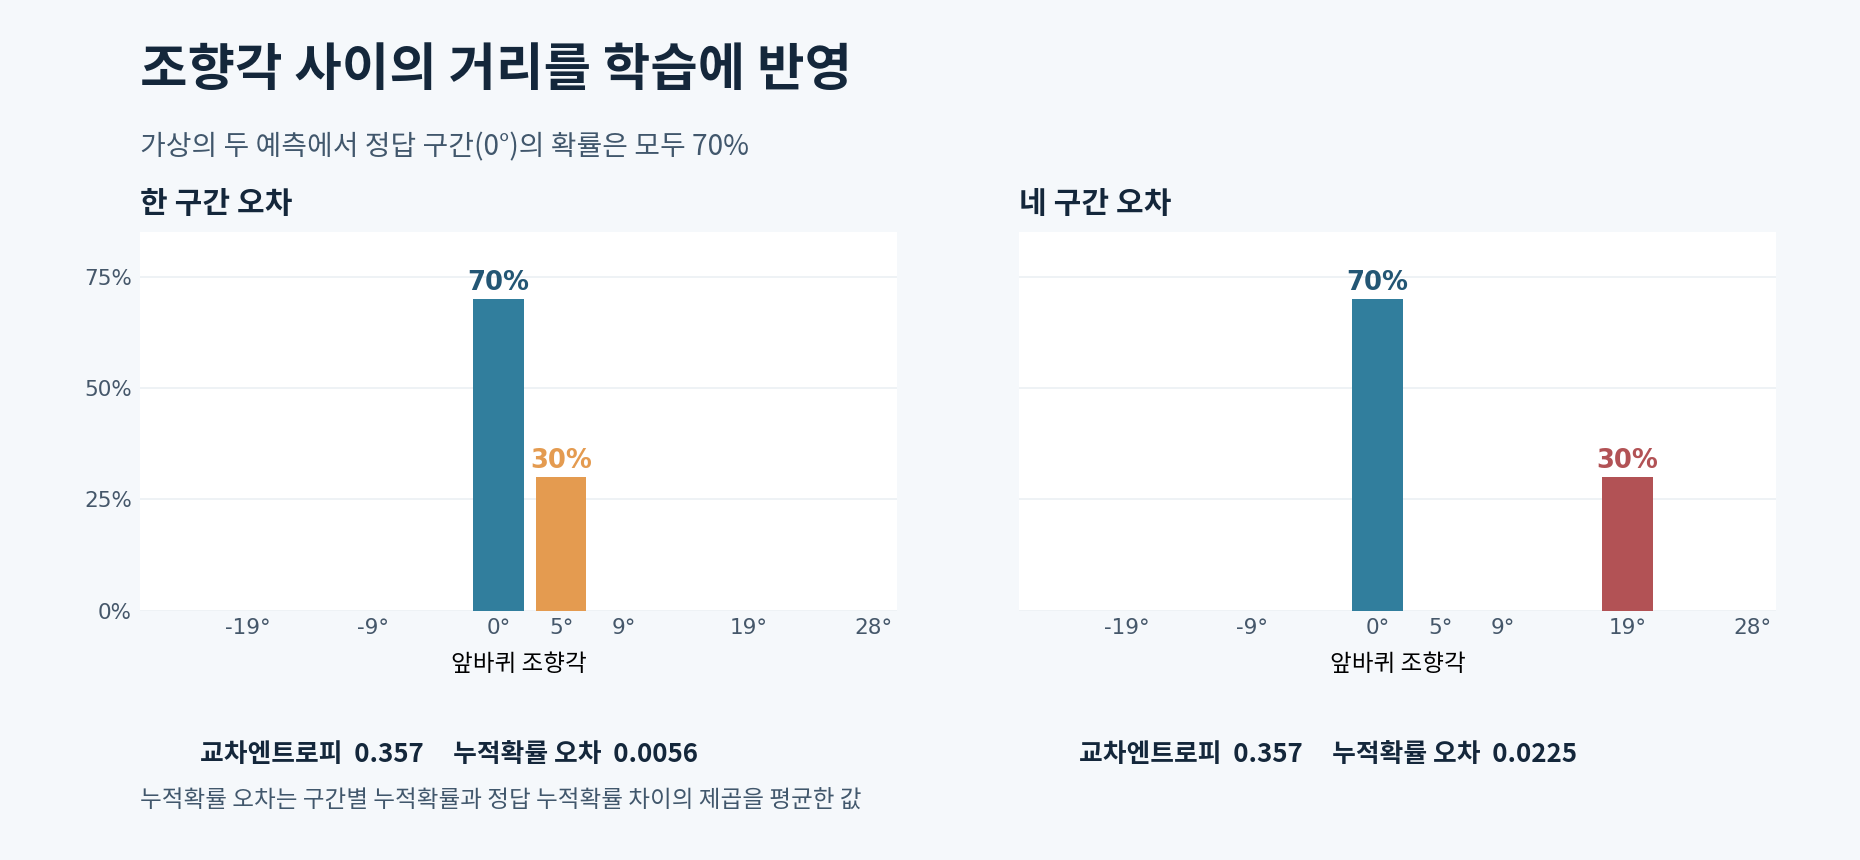 조향각 사이의 거리를 학습에 반영
가상의 두 예측에서 정답 구간(0°)의 확률은 모두 70%
한 구간 오차
75%
50%
25%
0%
70%
30%
-19° -9° 0° 5° 9° 19° 28°
앞바퀴 조향각
교차엔트로피 0.357 누적확률 오차 0.0056
네 구간 오차
70%
30%
-19° -9° 0° 5° 9° 19° 28°
앞바퀴 조향각
교차엔트로피 0.357 누적확률 오차 0.0225
누적확률 오차는 구간별 누적확률과 정답 누적확률 차이의 제곱을 평균한 값